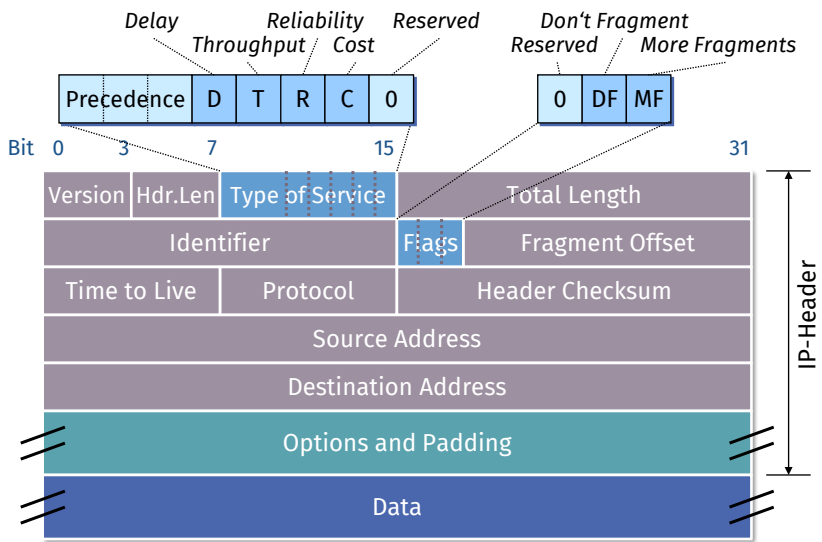 Delay Reliability Reserved Don‘t Fragment
Throughput Cost Reserved More Fragments
Precedence D T R C 0 0 DF MF
Bit 0 3 7 15 31
Version Hdr.Len Type of Service Total Length
Identifier Flags Fragment Offset
Time to Live Protocol Header Checksum
Source Address
Destination Address
Options and Padding
Data
IP-Header